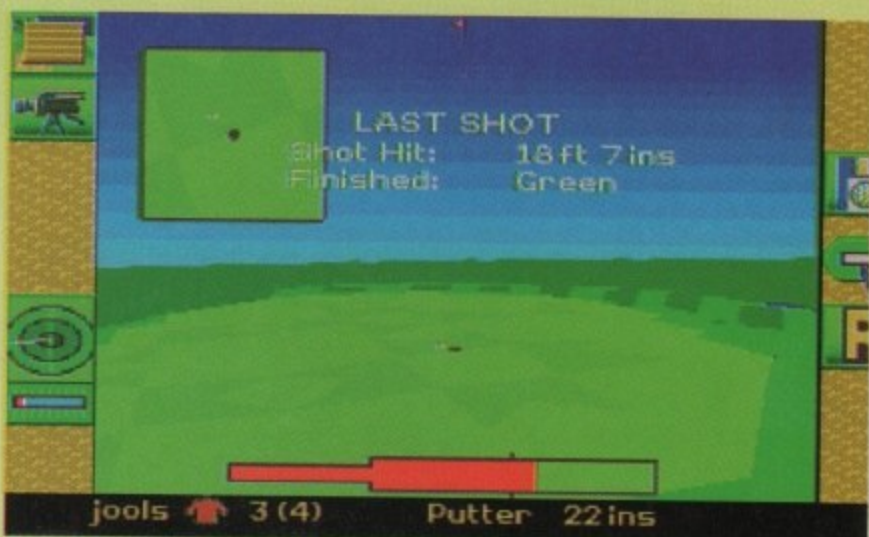 LAST SHOT
Shot Hit: 18ft 7ins
Finished: Green
R
jools 3 (4) Putter 22ins